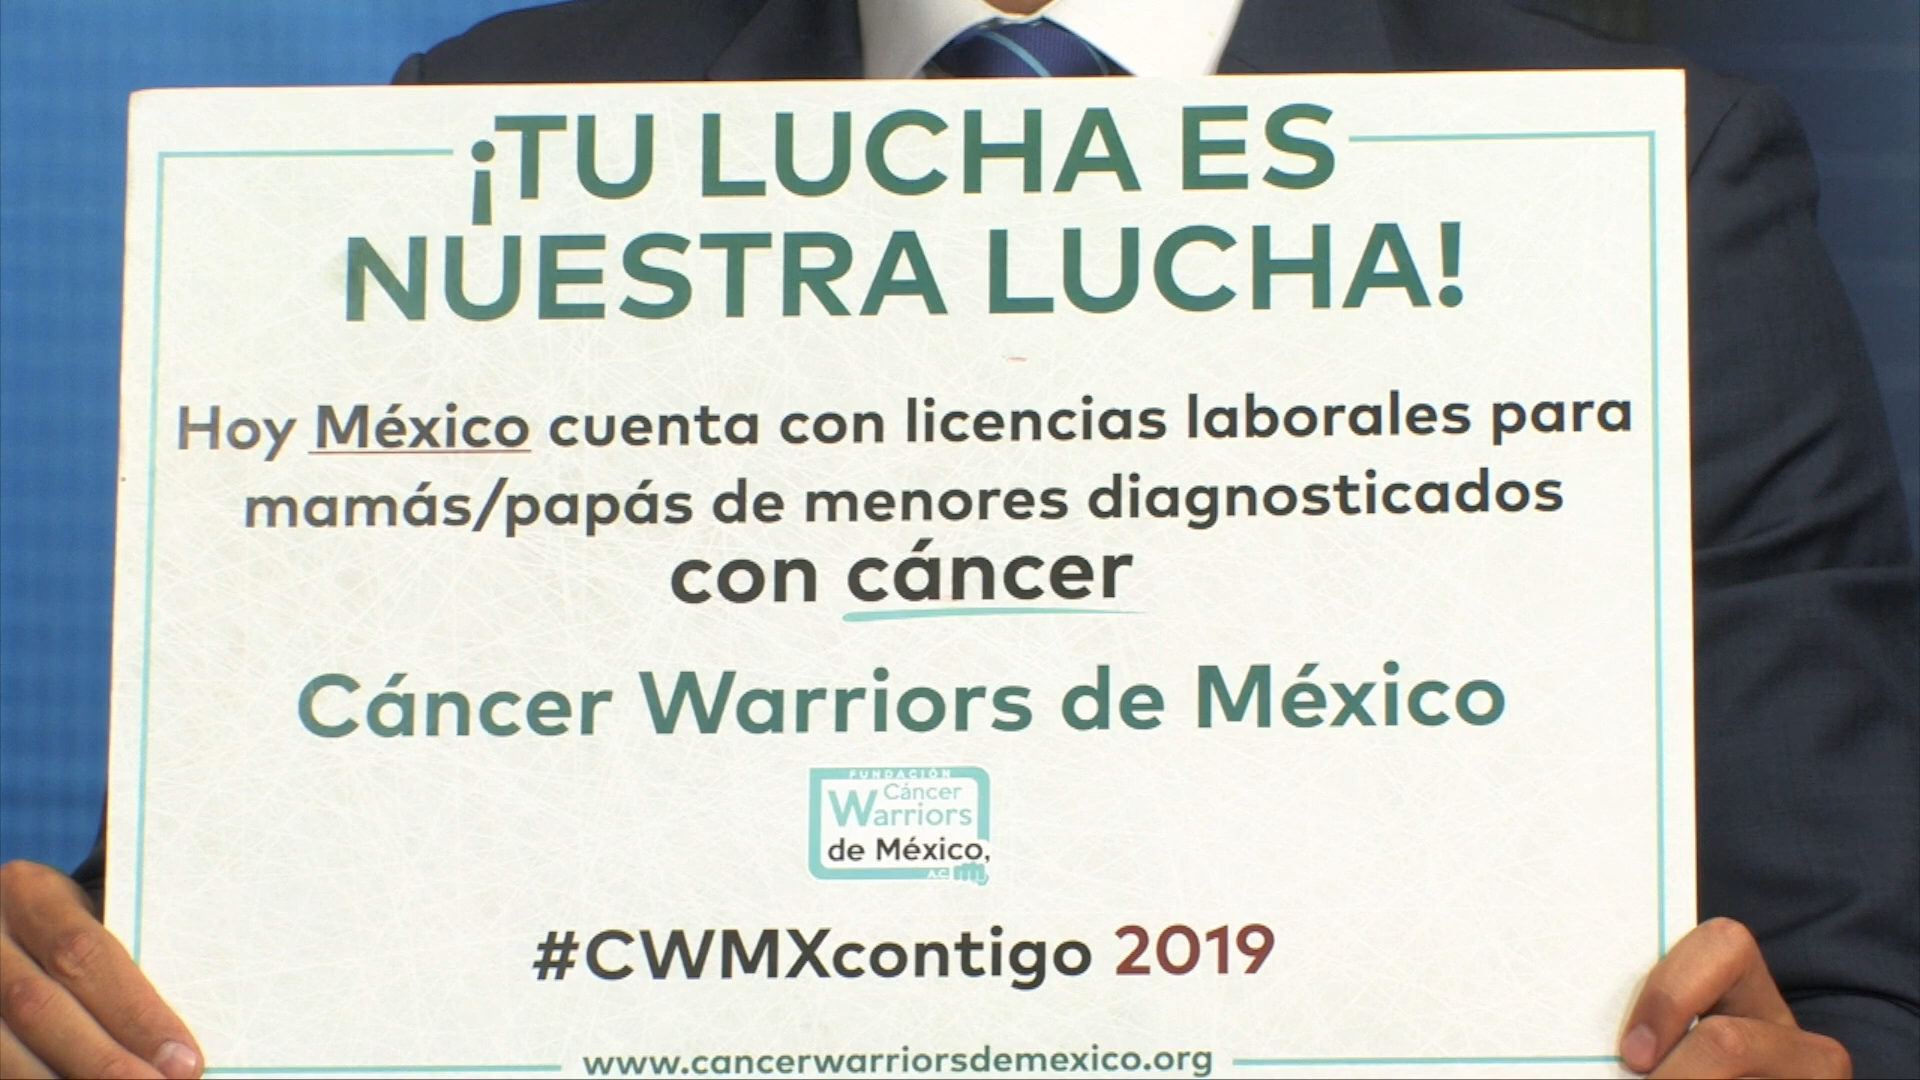 ¡TU LUCHA ES
NUESTRA LUCHA!
Hoy México cuenta con licencias laborales para
mamás/papás de menores diagnosticados
con cáncer
Cáncer Warriors de México
FUNDACIÓN
Cáncer
Warriors
de México,
A.C.
#CWMXcontigo 2019
www.cancerwarriorsdemexico.org